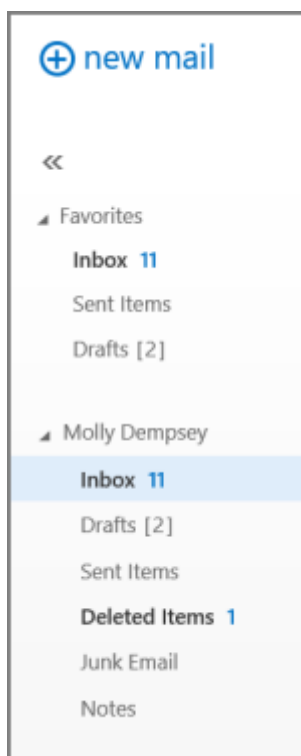 new mail
Favorites
Inbox 11
Sent Items
Drafts [2]
Molly Dempsey
Inbox 11
Drafts [2]
Sent Items
Deleted Items 1
Junk Email
Notes